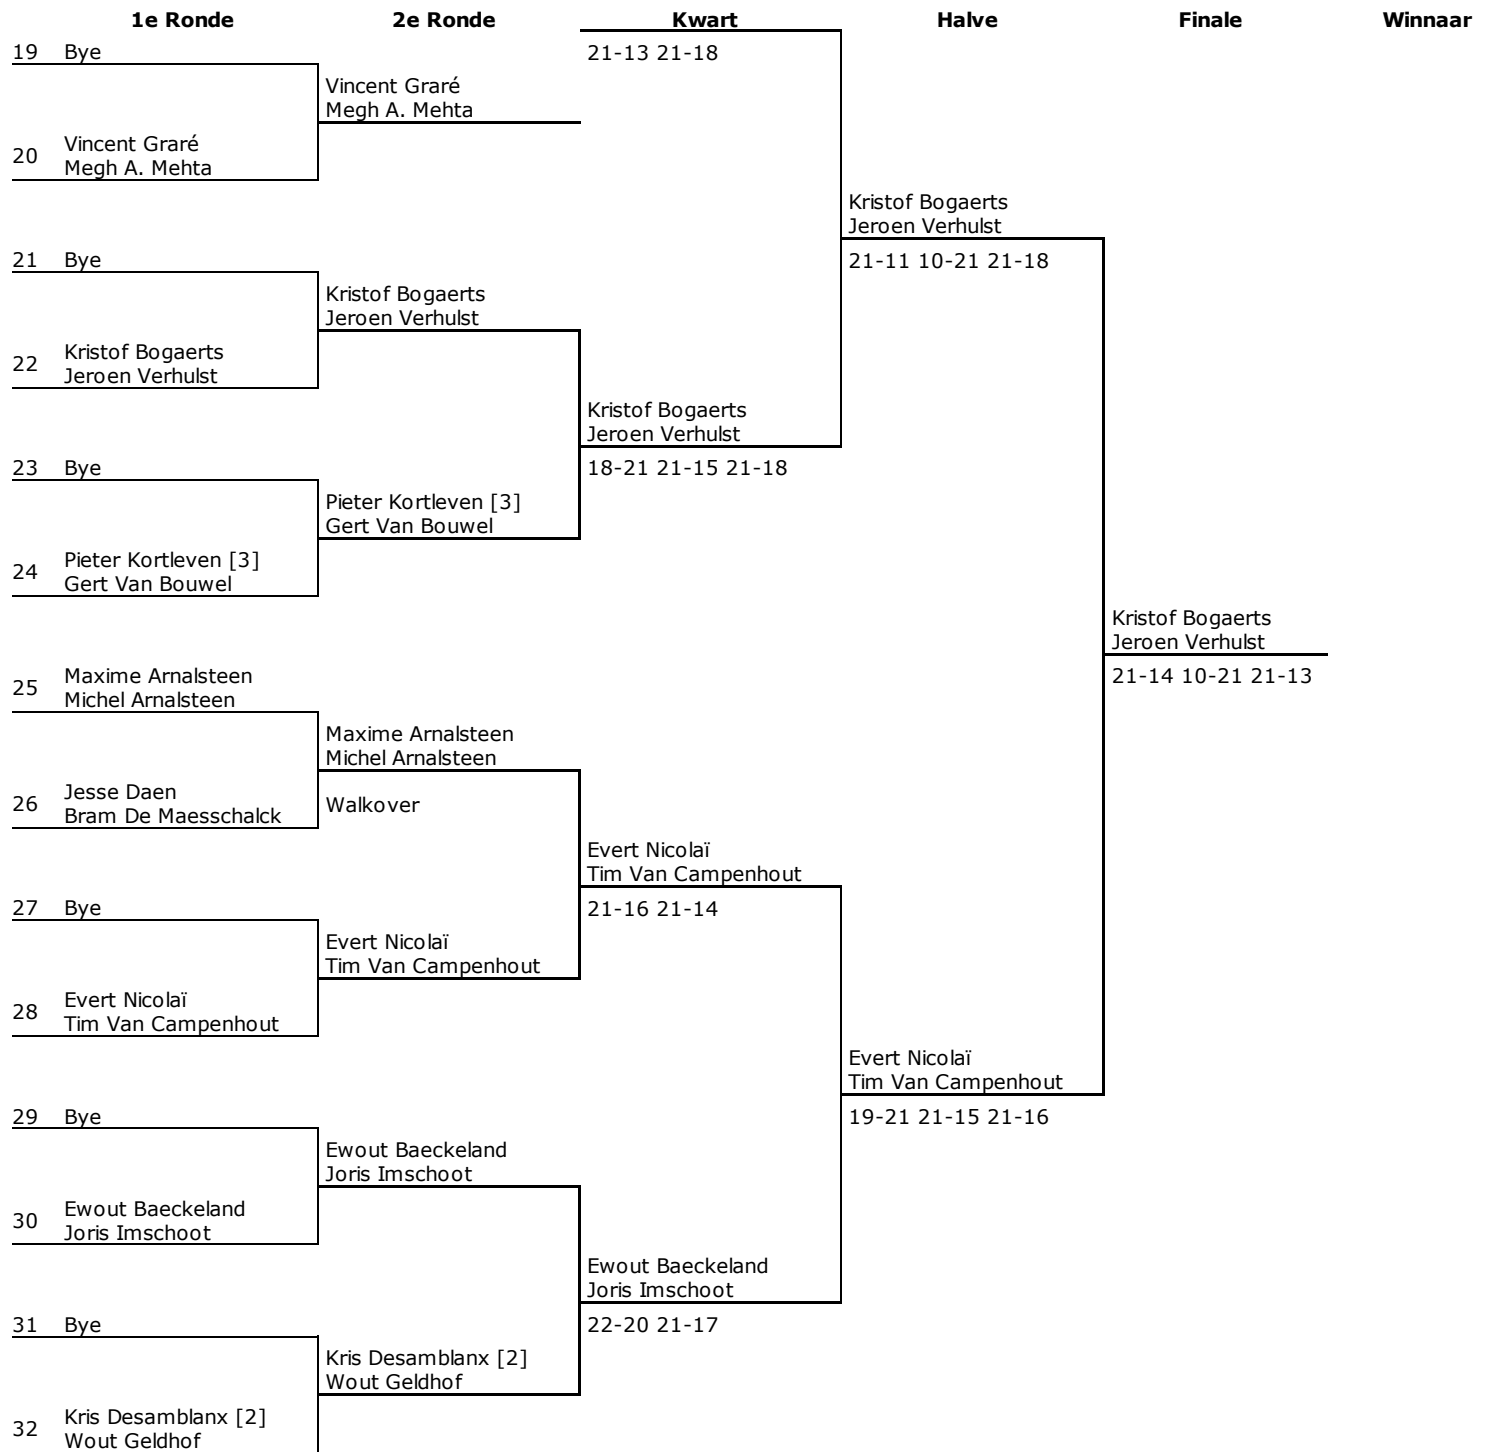 1e Ronde 2e Ronde Kwart Halve Finale Winnaar
19 Bye
21-13 21-18
Vincent Graré
Megh A. Mehta
20 Vincent Graré
Megh A. Mehta
Kristof Bogaerts
Jeroen Verhulst
21 Bye
21-11 10-21 21-18
Kristof Bogaerts
Jeroen Verhulst
22 Kristof Bogaerts
Jeroen Verhulst
Kristof Bogaerts
Jeroen Verhulst
23 Bye
18-21 21-15 21-18
Pieter Kortleven [3]
Gert Van Bouwel
24 Pieter Kortleven [3]
Gert Van Bouwel
Kristof Bogaerts
Jeroen Verhulst
21-14 10-21 21-13
25 Maxime Arnalsteen
Michel Arnalsteen
Maxime Arnalsteen
Michel Arnalsteen
26 Jesse Daen
Bram De Maesschalck
Walkover
Evert Nicolaï
Tim Van Campenhout
27 Bye
21-16 21-14
Evert Nicolaï
Tim Van Campenhout
28 Evert Nicolaï
Tim Van Campenhout
Evert Nicolaï
Tim Van Campenhout
29 Bye
19-21 21-15 21-16
Ewout Baeckeland
Joris Imschoot
30 Ewout Baeckeland
Joris Imschoot
Ewout Baeckeland
Joris Imschoot
31 Bye
22-20 21-17
Kris Desamblanx [2]
Wout Geldhof
32 Kris Desamblanx [2]
Wout Geldhof